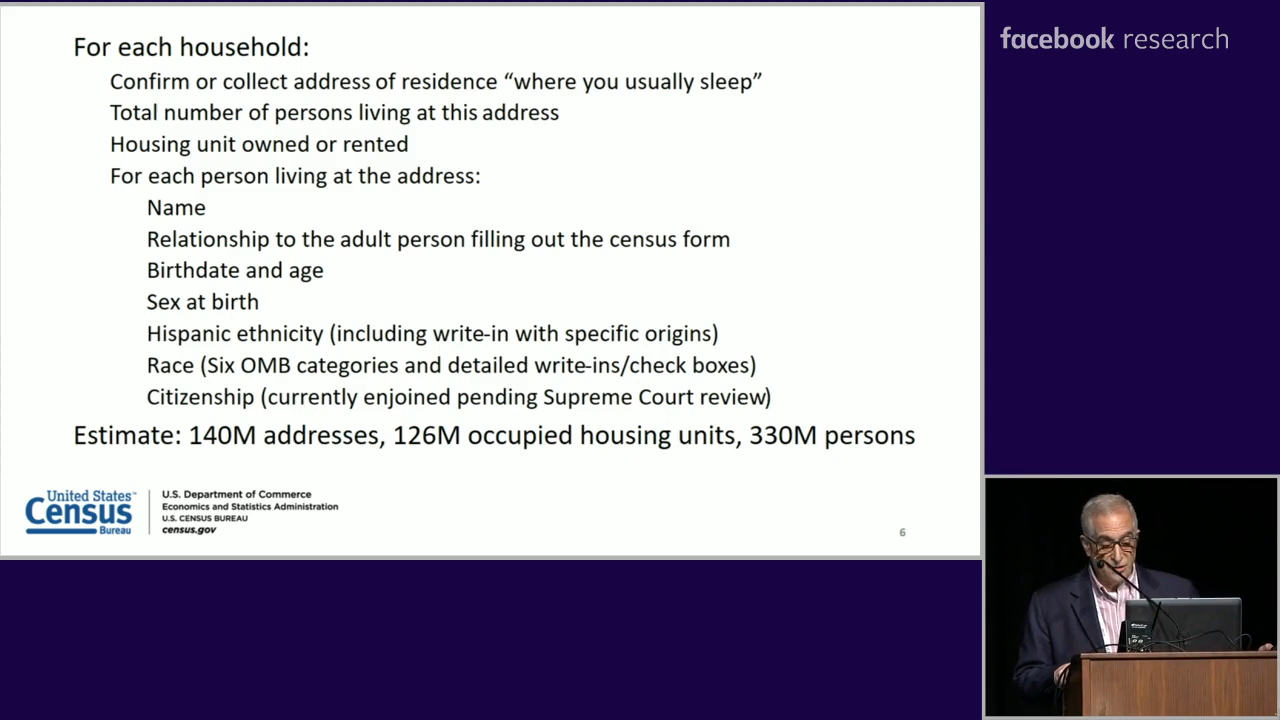 For each household:
Confirm or collect address of residence “where you usually sleep”
Total number of persons living at this address
Housing unit owned or rented
For each person living at the address:
Name
Relationship to the adult person filling out the census form
Birthdate and age
Sex at birth
Hispanic ethnicity (including write-in with specific origins)
Race (Six OMB categories and detailed write-ins/check boxes)
Citizenship (currently enjoined pending Supreme Court review)
Estimate: 140M addresses, 126M occupied housing units, 330M persons
United States™
Census
Bureau
U.S. Department of Commerce
Economics and Statistics Administration
U.S. CENSUS BUREAU
census.gov
6
facebook research